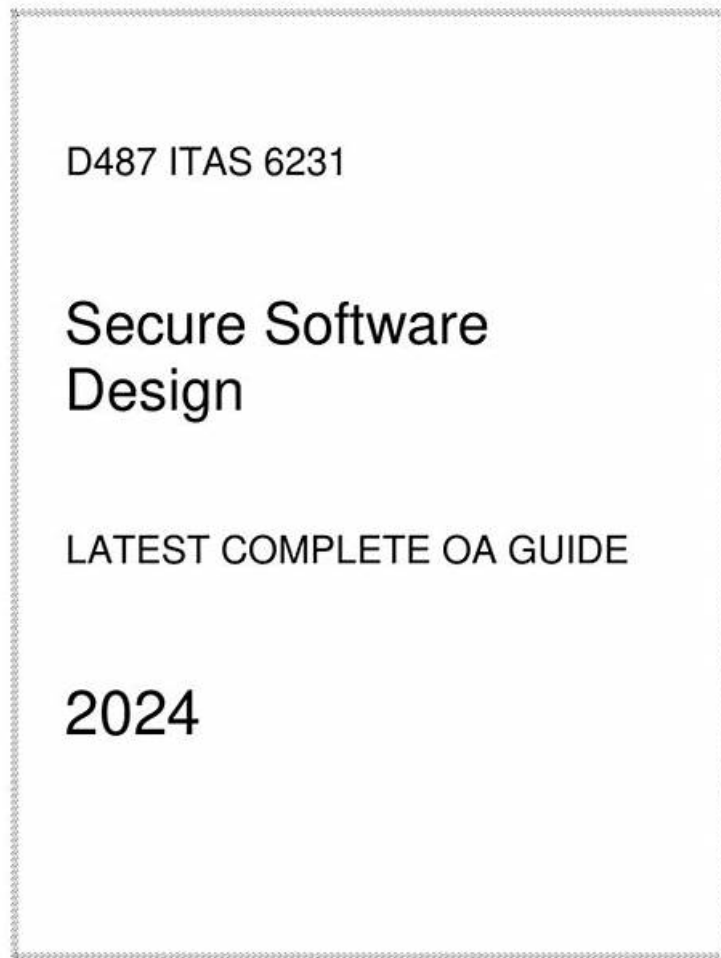 D487 ITAS 6231
Secure Software
Design
LATEST COMPLETE OA GUIDE
2024